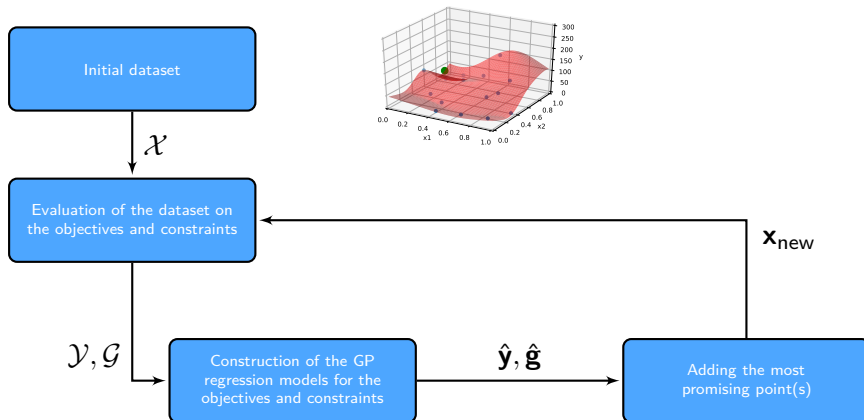 Initial dataset
300
250
200
150
100
50
0
y
0.0
0.2
0.4
0.6
0.8
1.0
x1
0.0
0.2
0.4
0.6
0.8
1.0
x2
𝒳
Evaluation of the dataset on
the objectives and constraints
x_new
𝒴, 𝒢
Construction of the GP
regression models for the
objectives and constraints
ŷ, ĝ
Adding the most
promising point(s)